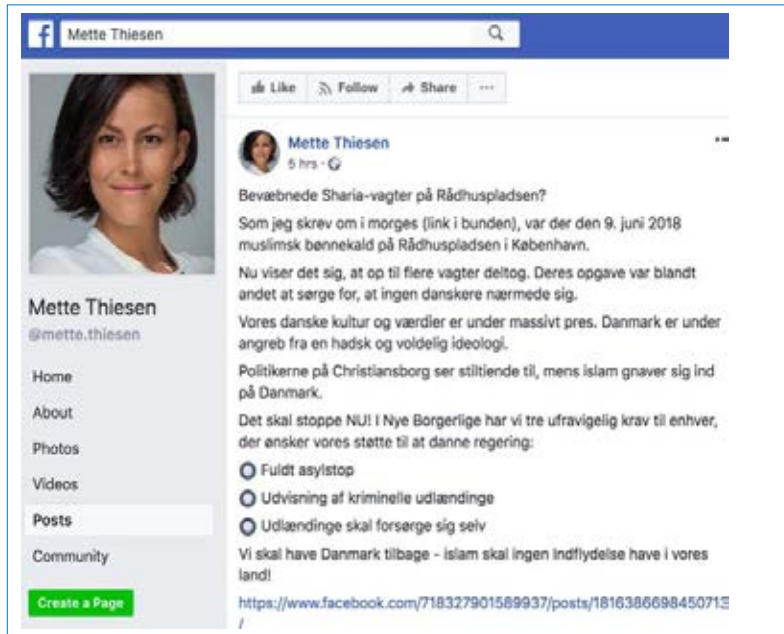 f Mette Thiesen
Like Follow Share ...
Mette Thiesen
5 hrs ·
Bevæbnede Sharia-vagter på Rådhuspladsen?
Som jeg skrev om i morges (link i bunden), var der den 9. juni 2018
muslimsk bønnekald på Rådhuspladsen i København.
Nu viser det sig, at op til flere vagter deltog. Deres opgave var blandt
andet at sørge for, at ingen danskere nærmede sig.
Vores danske kultur og værdier er under massivt pres. Danmark er under
angreb fra en hadsk og voldelig ideologi.
Politikerne på Christiansborg ser stiltiende til, mens islam gnaver sig ind
på Danmark.
Det skal stoppe NU! I Nye Borgerlige har vi tre ufravigelig krav til enhver,
der ønsker vores støtte til at danne regering:
Fuldt asylstop
Udvisning af kriminelle udlændinge
Udlændinge skal forsørge sig selv
Vi skal have Danmark tilbage - islam skal ingen indflydelse have i vores
land!
https://www.facebook.com/718327901589937/posts/1816386698450713
/
Mette Thiesen
@mette.thiesen
Home
About
Photos
Videos
Posts
Community
Create a Page